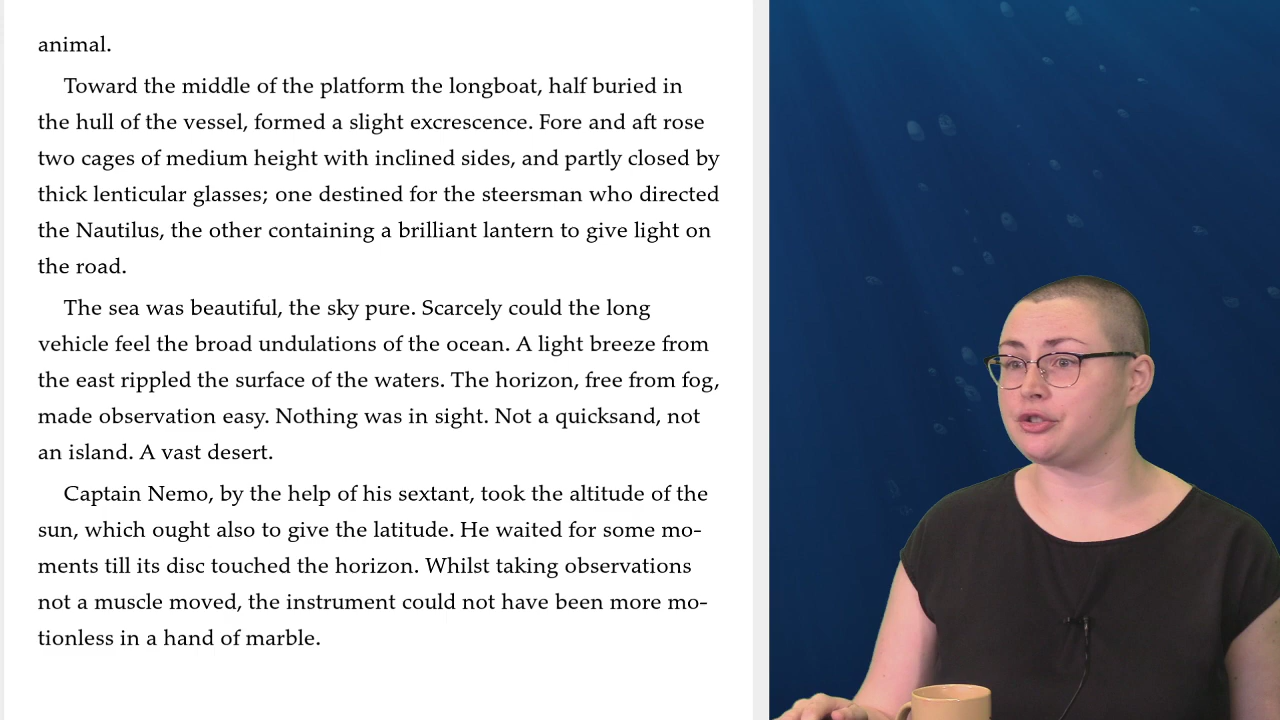 animal.
Toward the middle of the platform the longboat, half buried in
the hull of the vessel, formed a slight excrescence. Fore and aft rose
two cages of medium height with inclined sides, and partly closed by
thick lenticular glasses; one destined for the steersman who directed
the Nautilus, the other containing a brilliant lantern to give light on
the road.
The sea was beautiful, the sky pure. Scarcely could the long
vehicle feel the broad undulations of the ocean. A light breeze from
the east rippled the surface of the waters. The horizon, free from fog,
made observation easy. Nothing was in sight. Not a quicksand, not
an island. A vast desert.
Captain Nemo, by the help of his sextant, took the altitude of the
sun, which ought also to give the latitude. He waited for some mo-
ments till its disc touched the horizon. Whilst taking observations
not a muscle moved, the instrument could not have been more mo-
tionless in a hand of marble.